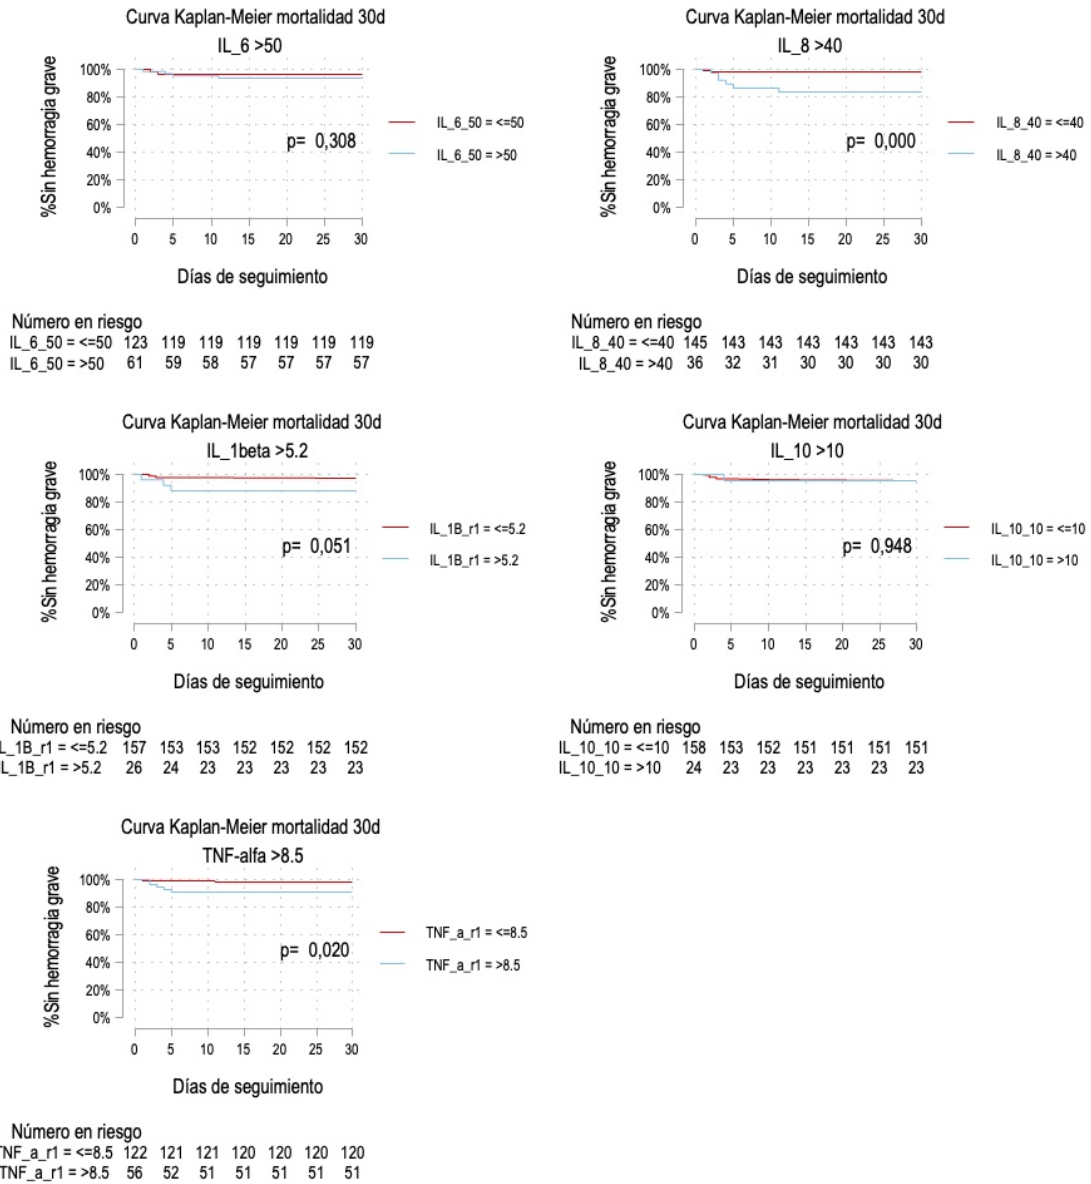 Curva Kaplan-Meier mortalidad 30d
IL_6 >50
%Sin hemorragia grave
100%
80%
60%
40%
20%
0%
p= 0,308
IL_6_50 = <=50
IL_6_50 = >50
0 5 10 15 20 25 30
Días de seguimiento
Número en riesgo
IL_6_50 = <=50 123 119 119 119 119 119 119
IL_6_50 = >50 61 59 58 57 57 57 57
Curva Kaplan-Meier mortalidad 30d
IL_8 >40
%Sin hemorragia grave
100%
80%
60%
40%
20%
0%
p= 0,000
IL_8_40 = <=40
IL_8_40 = >40
0 5 10 15 20 25 30
Días de seguimiento
Número en riesgo
IL_8_40 = <=40 145 143 143 143 143 143 143
IL_8_40 = >40 36 32 31 30 30 30 30
Curva Kaplan-Meier mortalidad 30d
IL_1beta >5.2
%Sin hemorragia grave
100%
80%
60%
40%
20%
0%
p= 0,051
IL_1B_r1 = <=5.2
IL_1B_r1 = >5.2
0 5 10 15 20 25 30
Días de seguimiento
Número en riesgo
L_1B_r1 = <=5.2 157 153 153 152 152 152 152
L_1B_r1 = >5.2 26 24 23 23 23 23 23
Curva Kaplan-Meier mortalidad 30d
IL_10 >10
%Sin hemorragia grave
100%
80%
60%
40%
20%
0%
p= 0,948
IL_10_10 = <=10
IL_10_10 = >10
0 5 10 15 20 25 30
Días de seguimiento
Número en riesgo
IL_10_10 = <=10 158 153 152 151 151 151 151
IL_10_10 = >10 24 23 23 23 23 23 23
Curva Kaplan-Meier mortalidad 30d
TNF-alfa >8.5
%Sin hemorragia grave
100%
80%
60%
40%
20%
0%
p= 0,020
TNF_a_r1 = <=8.5
TNF_a_r1 = >8.5
0 5 10 15 20 25 30
Días de seguimiento
Número en riesgo
TNF_a_r1 = <=8.5 122 121 121 120 120 120 120
TNF_a_r1 = >8.5 56 52 51 51 51 51 51